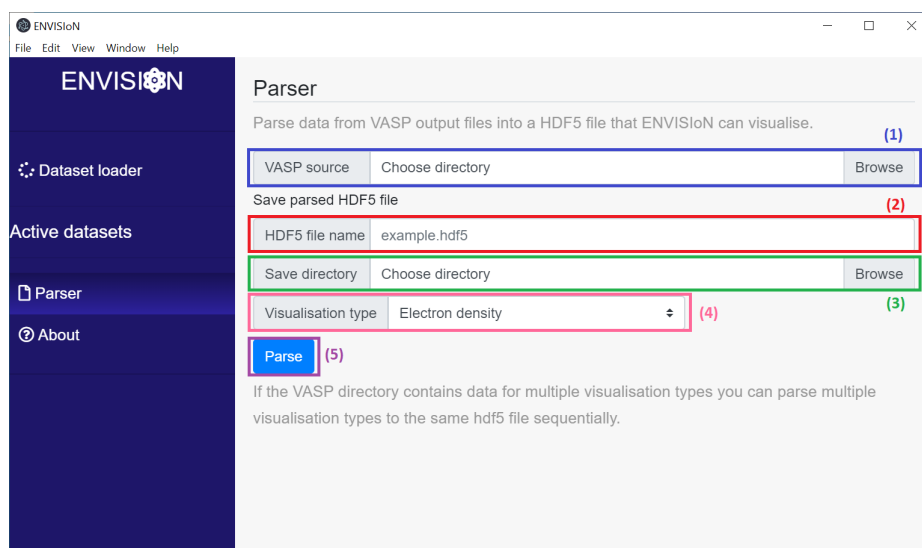 ENVISIoN
File Edit View Window Help
ENVISI N
Dataset loader
Active datasets
Parser
About
Parser
Parse data from VASP output files into a HDF5 file that ENVISIoN can visualise.
(1)
VASP source Choose directory Browse
Save parsed HDF5 file
(2)
HDF5 file name example.hdf5
Save directory Choose directory Browse
(3)
Visualisation type Electron density (4)
Parse (5)
If the VASP directory contains data for multiple visualisation types you can parse multiple
visualisation types to the same hdf5 file sequentially.